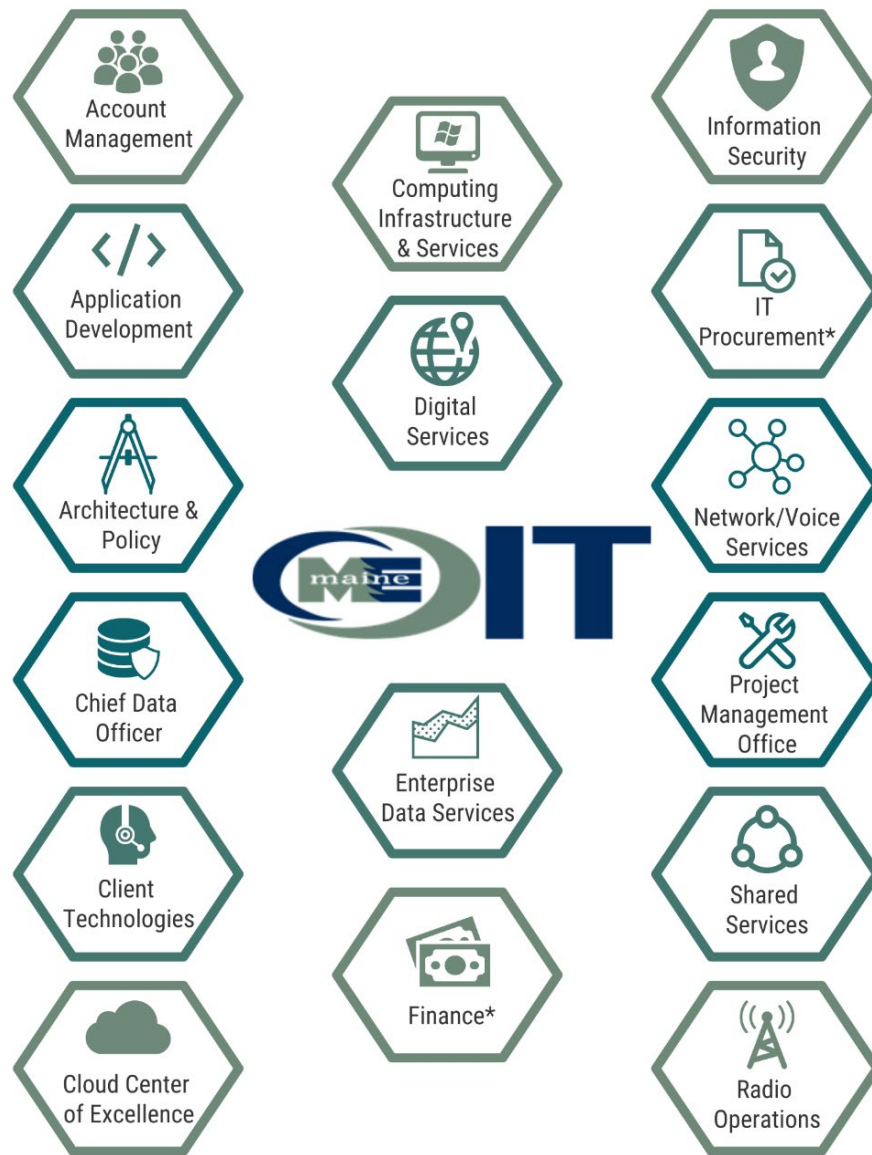 Account
Management
Application
Development
Architecture &
Policy
Chief Data
Officer
Client
Technologies
Cloud Center
of Excellence
Computing
Infrastructure
& Services
Digital
Services
ME
maine
OIT
Enterprise
Data Services
Finance*
Information
Security
IT
Procurement*
Network/Voice
Services
Project
Management
Office
Shared
Services
Radio
Operations